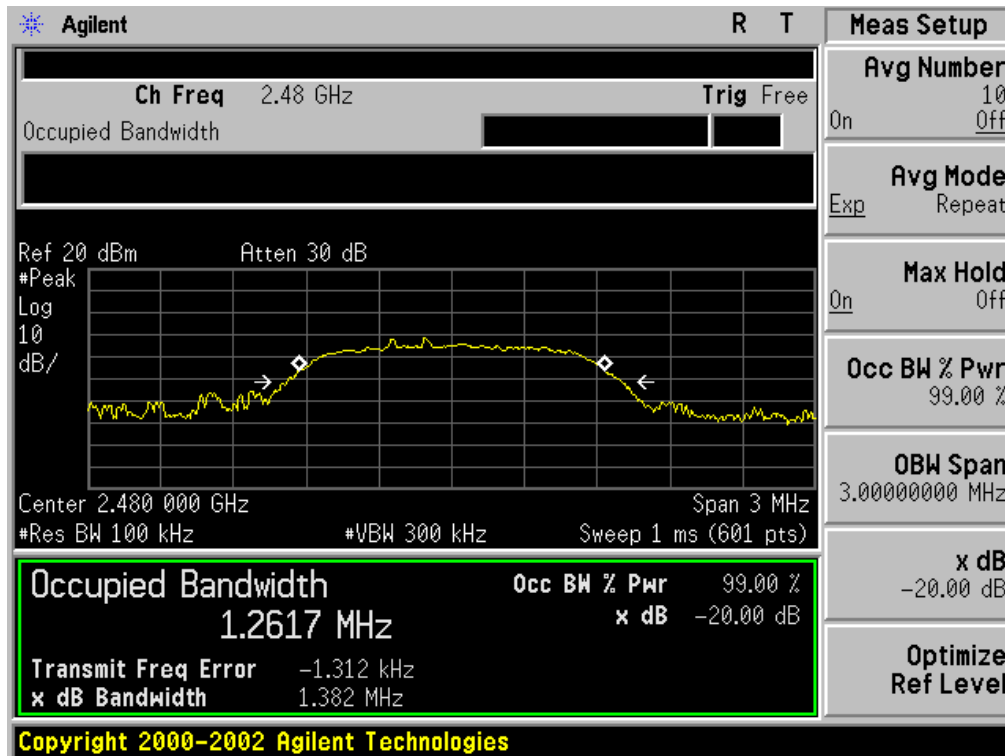 Agilent R T
Ch Freq 2.48 GHz Trig Free
Occupied Bandwidth
Ref 20 dBm Atten 30 dB
#Peak
Log
10
dB/
Center 2.480 000 GHz Span 3 MHz
#Res BW 100 kHz #VBW 300 kHz Sweep 1 ms (601 pts)
Occupied Bandwidth
1.2617 MHz
Occ BW % Pwr 99.00 %
x dB -20.00 dB
Transmit Freq Error -1.312 kHz
x dB Bandwidth 1.382 MHz
Meas Setup
Avg Number
10
On Off
Avg Mode
Exp Repeat
Max Hold
On Off
Occ BW % Pwr
99.00 %
OBW Span
3.00000000 MHz
x dB
-20.00 dB
Optimize
Ref Level
Copyright 2000-2002 Agilent Technologies